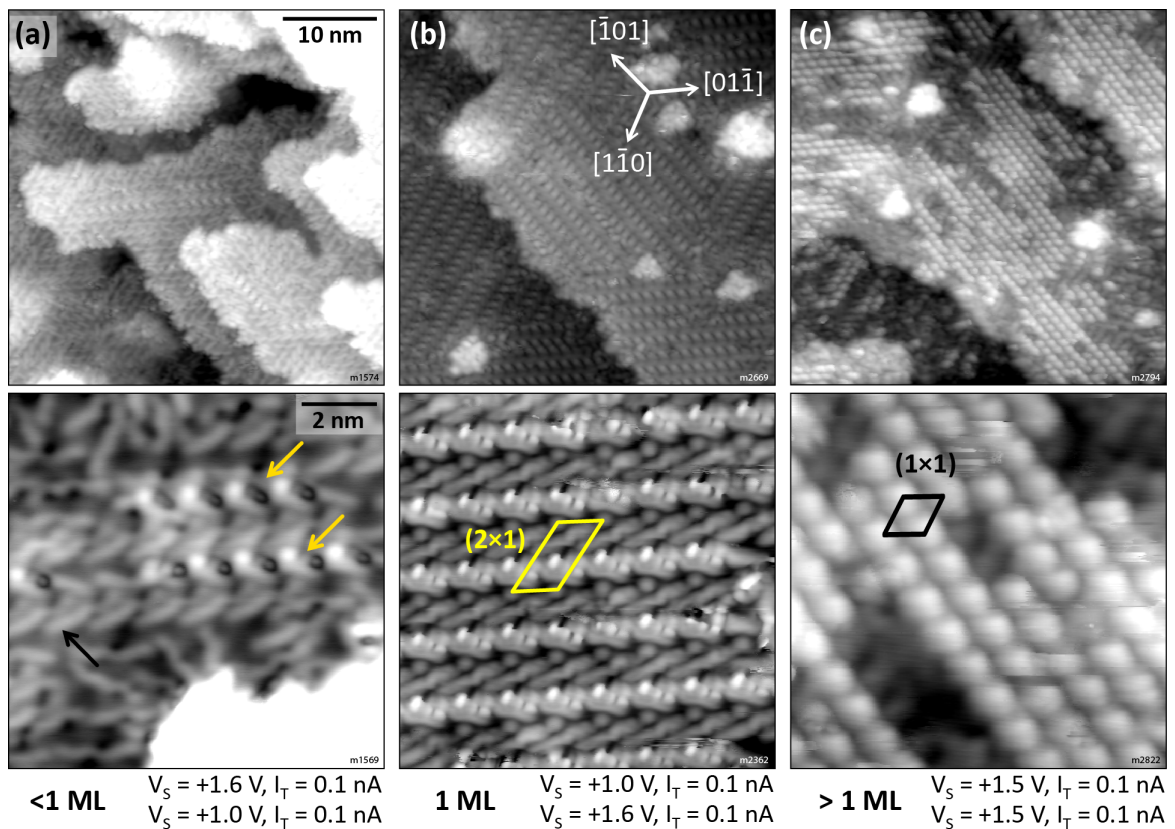 (a)
10 nm
m1574
(b)
[1̄01]
[011̄]
[11̄0]
m2669
(c)
m2794
2 nm
m1569
(2×1)
m2362
(1×1)
m2822
<1 ML
V_S = +1.6 V, I_T = 0.1 nA
V_S = +1.0 V, I_T = 0.1 nA
1 ML
V_S = +1.0 V, I_T = 0.1 nA
V_S = +1.6 V, I_T = 0.1 nA
> 1 ML
V_S = +1.5 V, I_T = 0.1 nA
V_S = +1.5 V, I_T = 0.1 nA